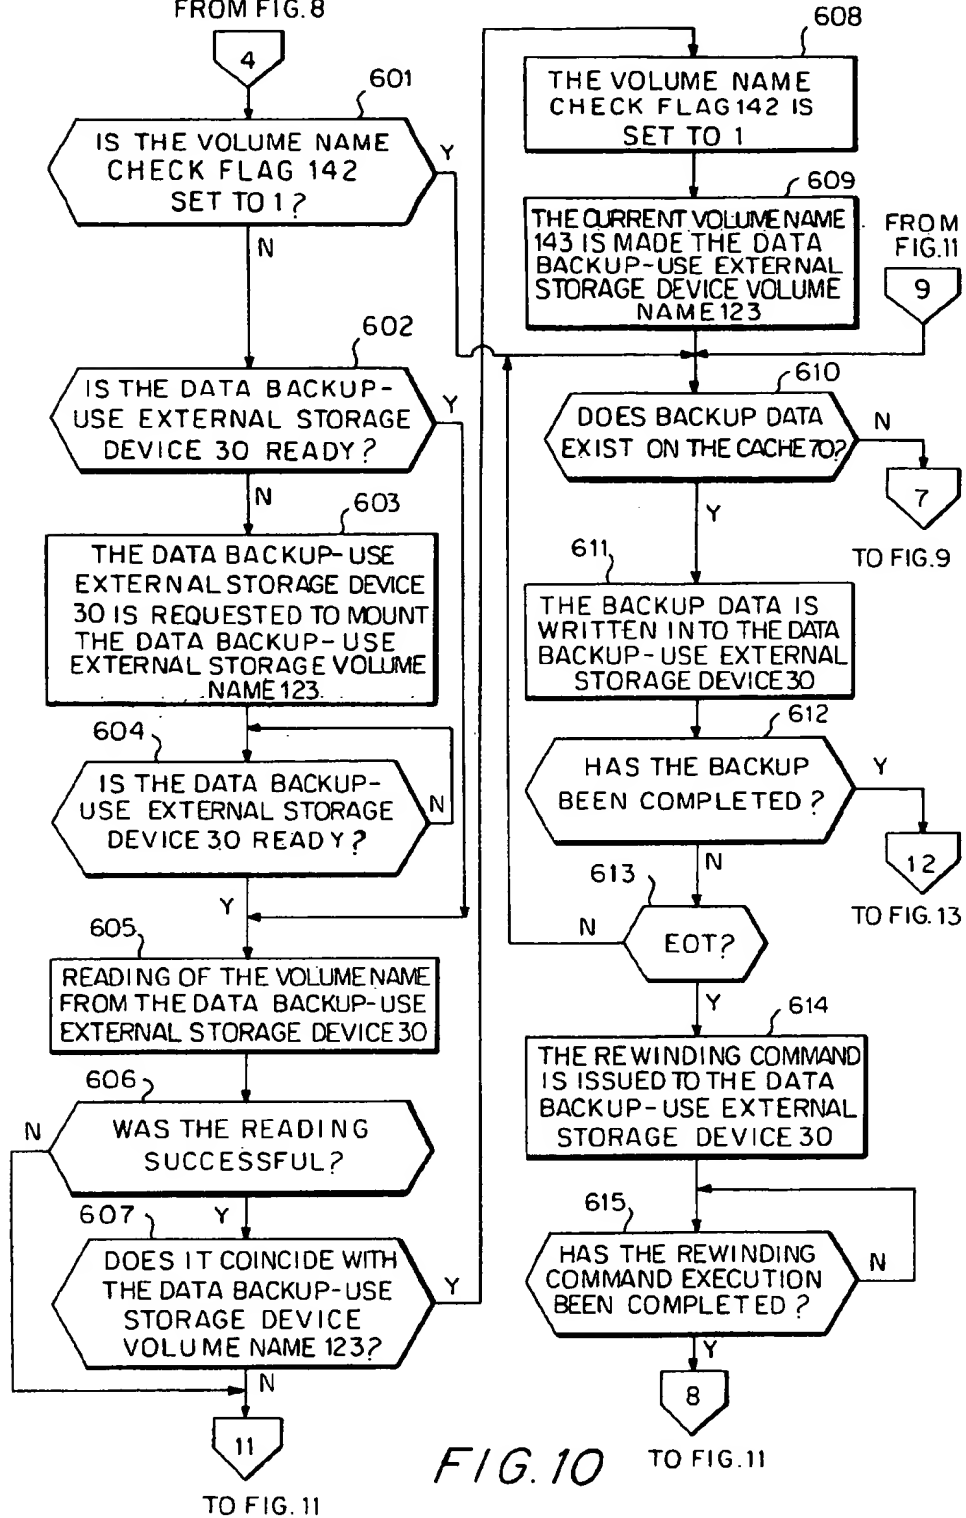 FROM FIG.8
4
601
IS THE VOLUME NAME
CHECK FLAG 142
SET TO 1?
Y
N
602
IS THE DATA BACKUP-
USE EXTERNAL STORAGE
DEVICE 30 READY?
Y
N
603
THE DATA BACKUP-USE
EXTERNAL STORAGE DEVICE
30 IS REQUESTED TO MOUNT
THE DATA BACKUP-USE
EXTERNAL STORAGE VOLUME
NAME 123.
604
IS THE DATA BACKUP-
USE EXTERNAL STORAGE
DEVICE 30 READY?
N
Y
605
READING OF THE VOLUME NAME
FROM THE DATA BACKUP-USE
EXTERNAL STORAGE DEVICE 30
606
WAS THE READING
SUCCESSFUL?
N
Y
607
DOES IT COINCIDE WITH
THE DATA BACKUP-USE
STORAGE DEVICE
VOLUME NAME 123?
Y
N
11
TO FIG. 11
608
THE VOLUME NAME
CHECK FLAG 142 IS
SET TO 1
609
THE CURRENT VOLUME NAME
143 IS MADE THE DATA
BACKUP-USE EXTERNAL
STORAGE DEVICE VOLUME
NAME 123
FROM
FIG.11
9
610
DOES BACKUP DATA
EXIST ON THE CACHE 70?
N
7
TO FIG.9
Y
611
THE BACKUP DATA IS
WRITTEN INTO THE DATA
BACKUP-USE EXTERNAL
STORAGE DEVICE 30
612
HAS THE BACKUP
BEEN COMPLETED?
Y
12
TO FIG.13
N
613
EOT?
N
Y
614
THE REWINDING COMMAND
IS ISSUED TO THE DATA
BACKUP-USE EXTERNAL
STORAGE DEVICE 30
615
HAS THE REWINDING
COMMAND EXECUTION
BEEN COMPLETED?
N
Y
8
TO FIG.11
FIG. 10